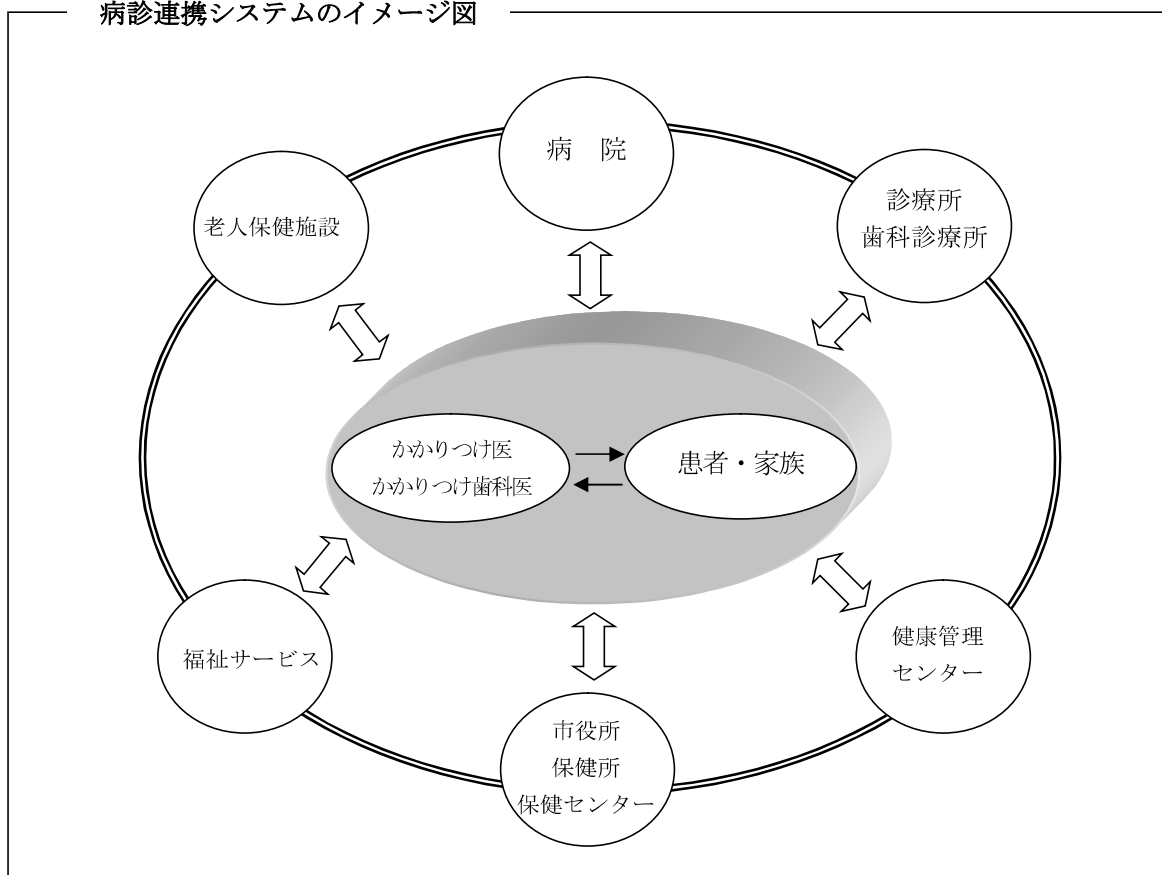 病診連携システムのイメージ図
病　院
診療所
歯科診療所
老人保健施設
かかりつけ医
かかりつけ歯科医
患者・家族
福祉サービス
健康管理
センター
市役所
保健所
保健センター